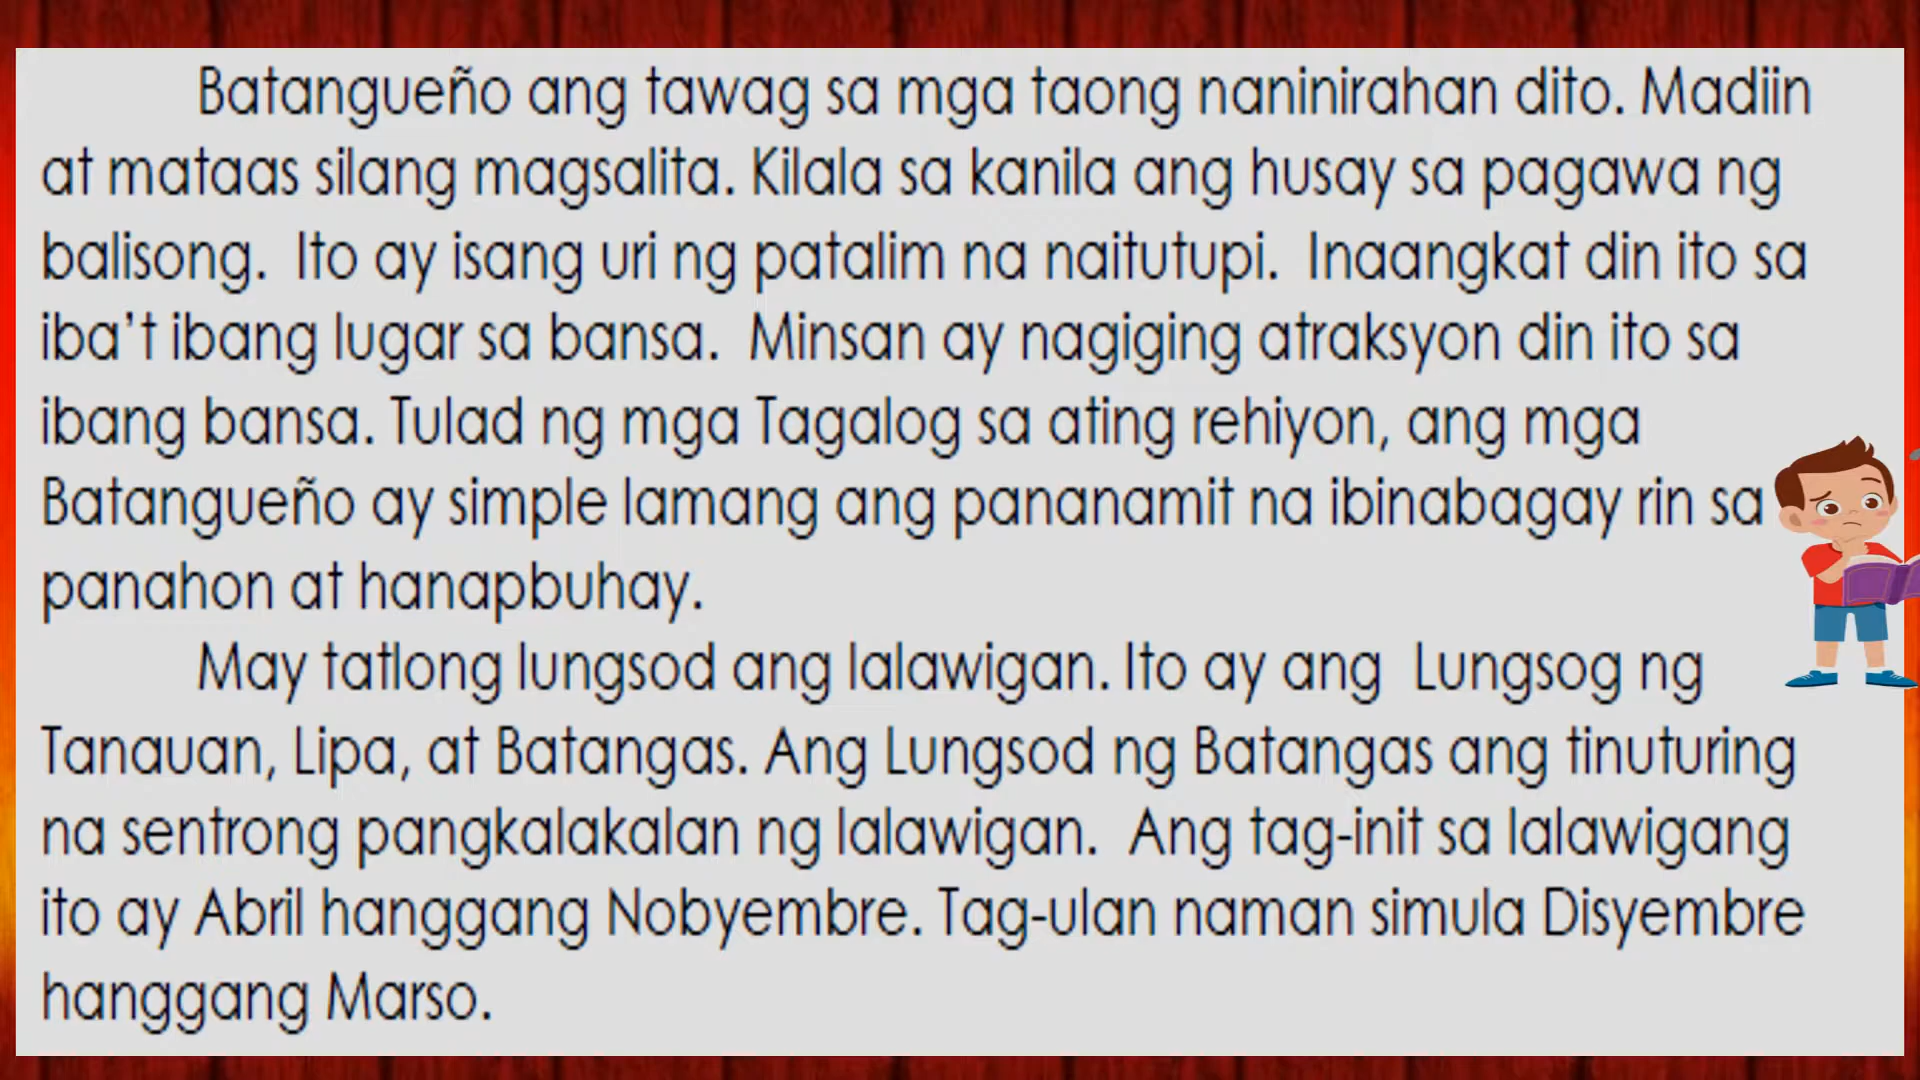 Batangueño ang tawag sa mga taong naninirahan dito. Madiin
at mataas silang magsalita. Kilala sa kanila ang husay sa pagawa ng
balisong. Ito ay isang uri ng patalim na naitutupi. Inaangkat din ito sa
iba't ibang lugar sa bansa. Minsan ay nagiging atraksyon din ito sa
ibang bansa. Tulad ng mga Tagalog sa ating rehiyon, ang mga
Batangueño ay simple lamang ang pananamit na ibinabagay rin sa
panahon at hanapbuhay.
May tatlong lungsod ang lalawigan. Ito ay ang Lungsog ng
Tanauan, Lipa, at Batangas. Ang Lungsod ng Batangas ang tinuturing
na sentrong pangkalakalan ng lalawigan. Ang tag-init sa lalawigang
ito ay Abril hanggang Nobyembre. Tag-ulan naman simula Disyembre
hanggang Marso.